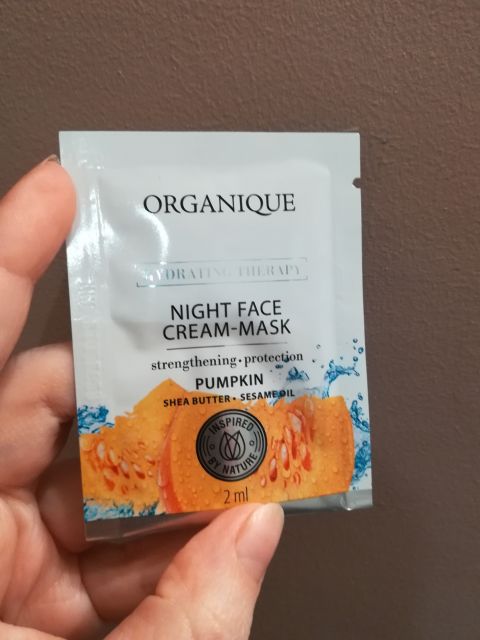 ORGANIQUE
HYDRATING THERAPY
NIGHT FACE
CREAM-MASK
strengthening • protection
PUMPKIN
SHEA BUTTER • SESAME OIL
INSPIRED
BY NATURE
2 ml